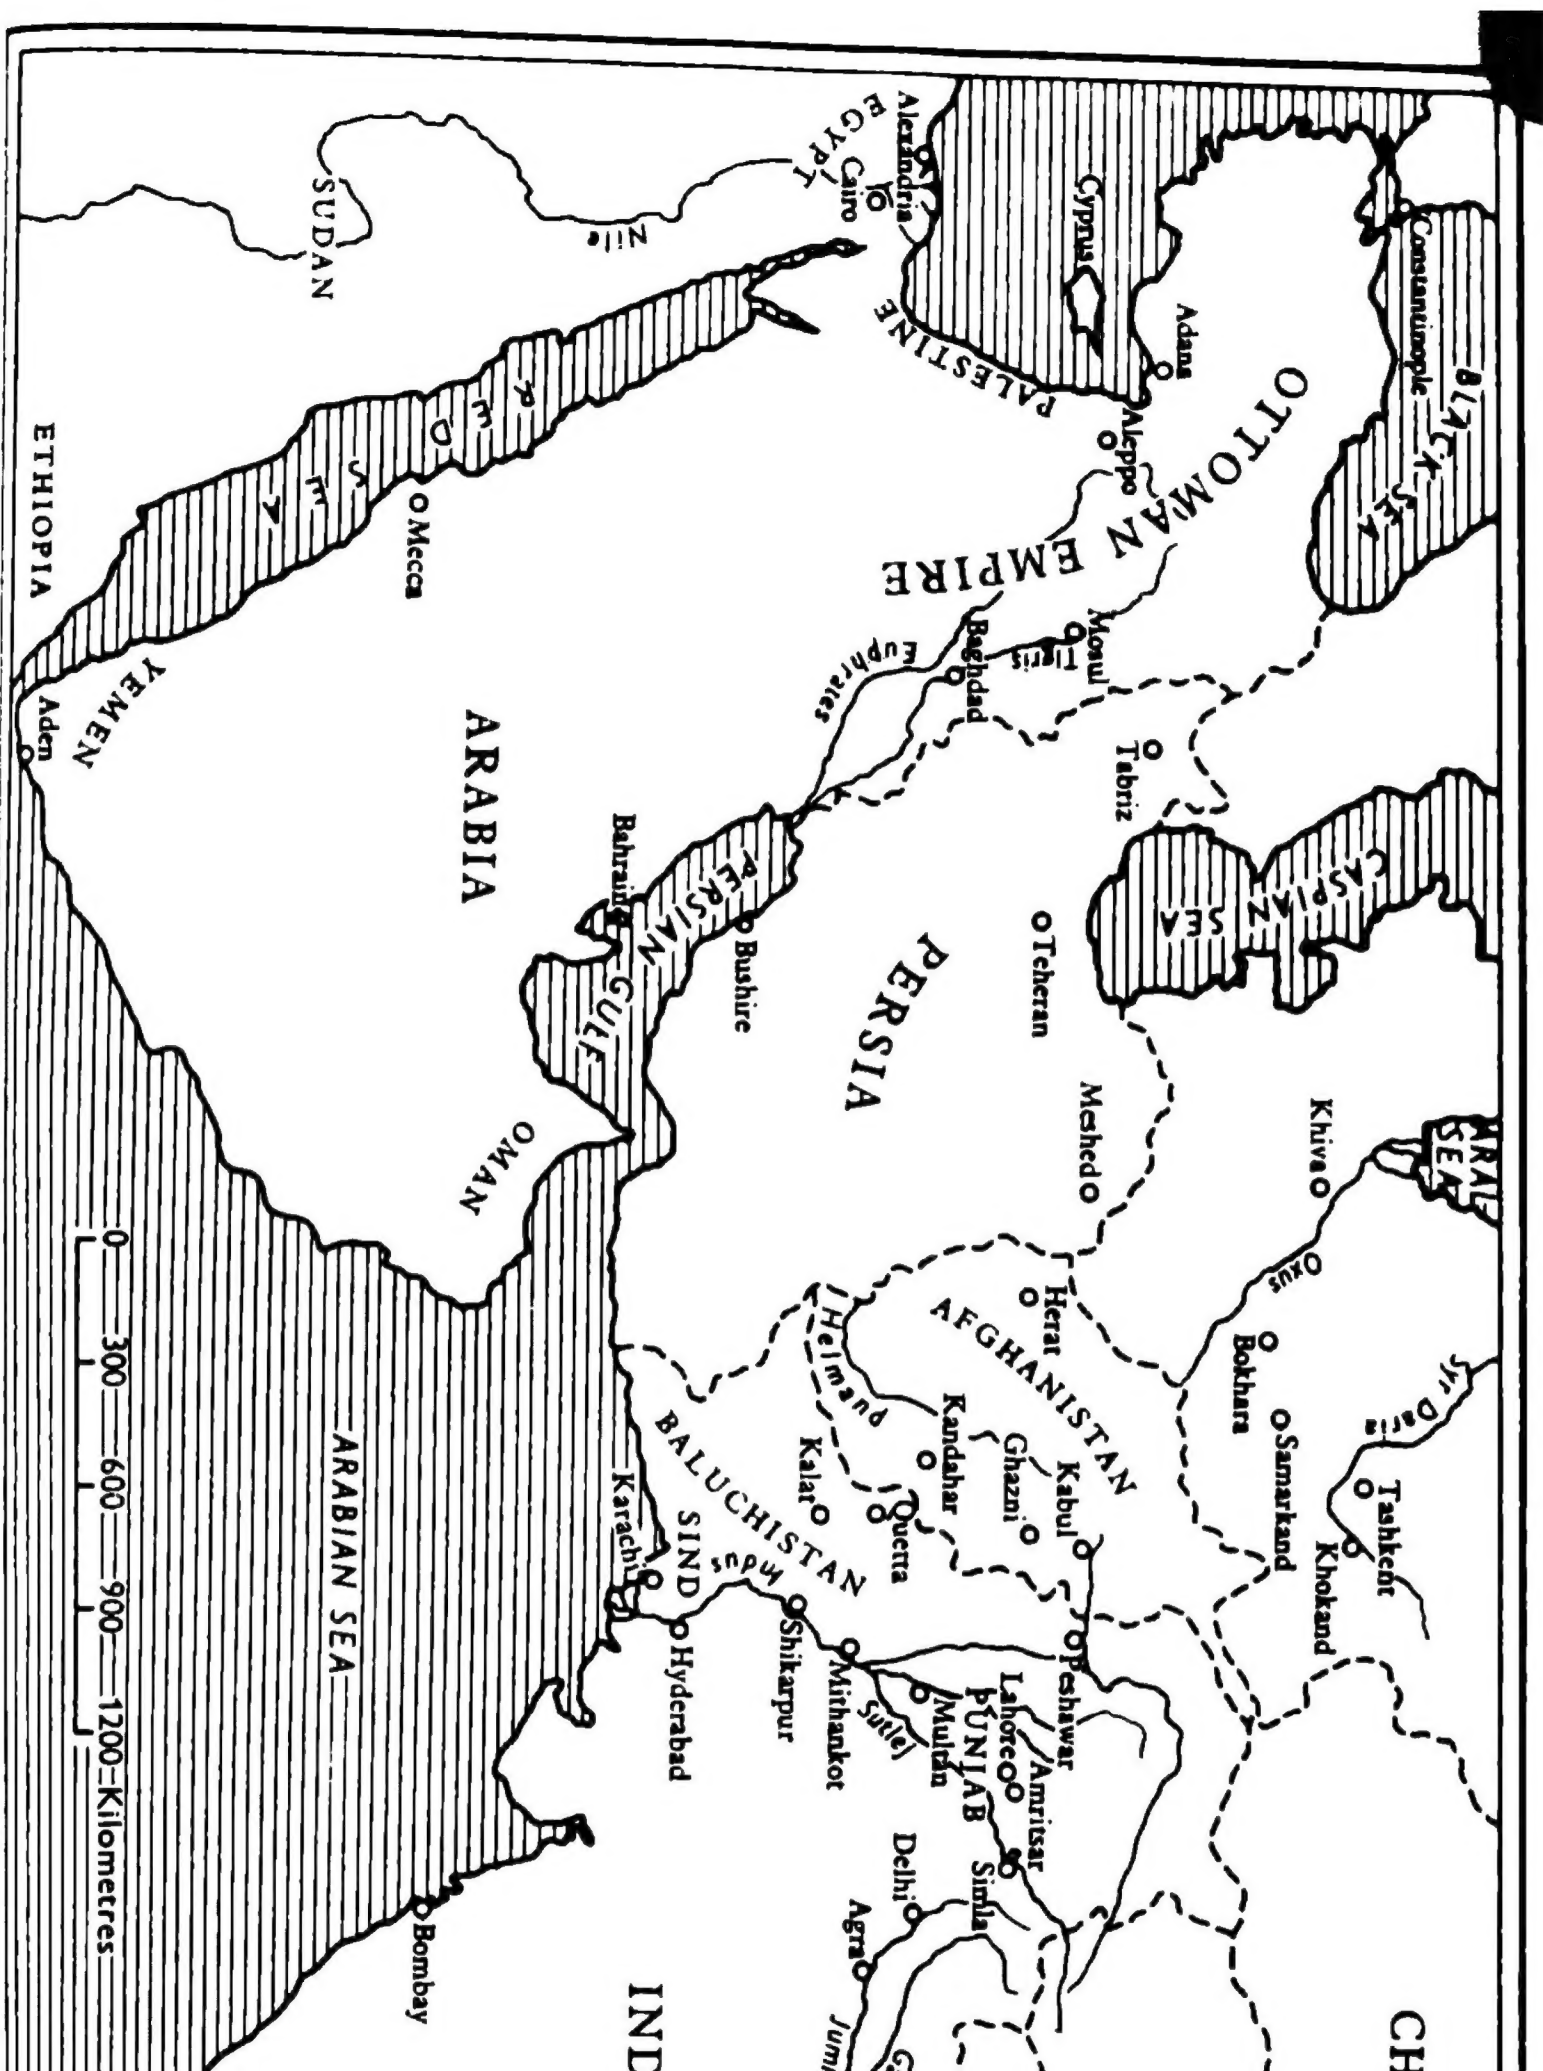 BLACK SEA
Constantinople
CASPIAN SEA
ARAL SEA
Khiva
Oxus
Syr Daria
Tashkent
Khokand
Bokhara
Samarkand
OTTOMAN EMPIRE
Adana
Aleppo
Cyprus
Mosul
Tigris
Tabriz
Teheran
Meshed
Herat
AFGHANISTAN
Kabul
Ghazni
Kandahar
Peshawar
Lahore
Amritsar
PUNJAB
Simla
Multan
Sutlej
Delhi
Agra
PALESTINE
Baghdad
Euphrates
PERSIA
Helmand
Quetta
Kalat
Mithankot
Alexandria
EGYPT
Cairo
Nile
Bushire
PERSIAN GULF
Bahrain
BALUCHISTAN
Indus
Shikarpur
SIND
Karachi
Hyderabad
RED SEA
Mecca
ARABIA
OMAN
SUDAN
ARABIAN SEA
Bombay
YEMEN
ETHIOPIA
Aden
0 300 600 900 1200 Kilometres